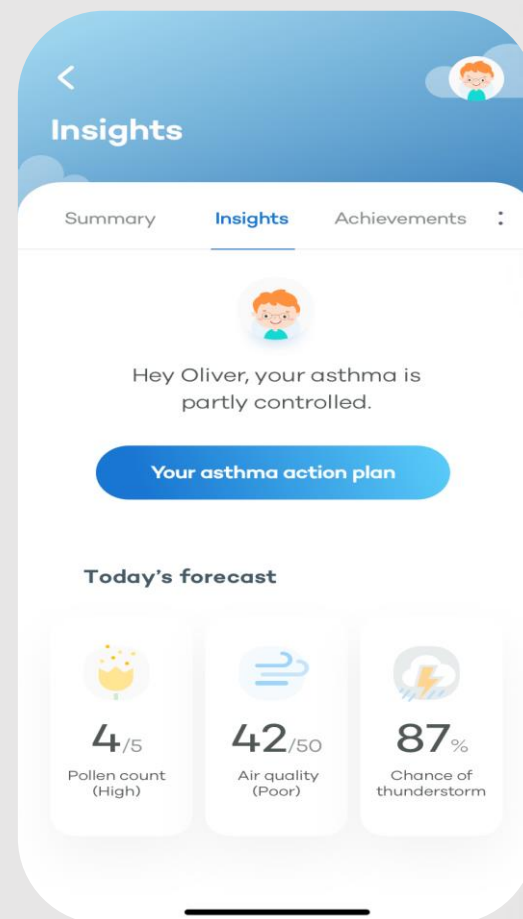 Insights
Summary Insights Achievements
Hey Oliver, your asthma is
partly controlled.
Your asthma action plan
Today's forecast
4/5 42/50 87%
Pollen count Air quality Chance of
(High) (Poor) thunderstorm